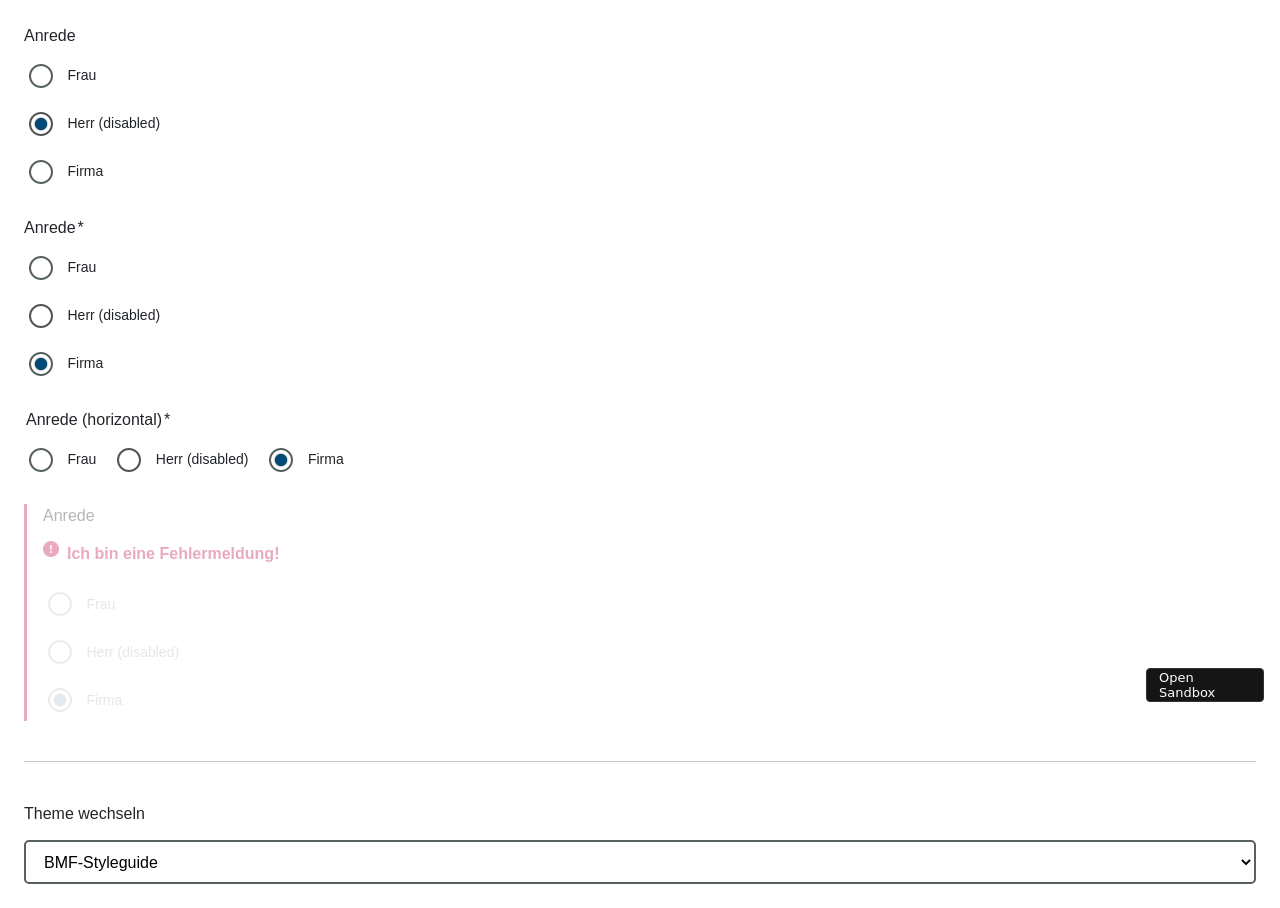 Anrede
Frau
Herr (disabled)
Firma
Anrede*
Frau
Herr (disabled)
Firma
Anrede (horizontal)*
Frau Herr (disabled) Firma
Anrede
Ich bin eine Fehlermeldung!
Frau
Herr (disabled)
Firma
Open
Sandbox
Theme wechseln
BMF-Styleguide